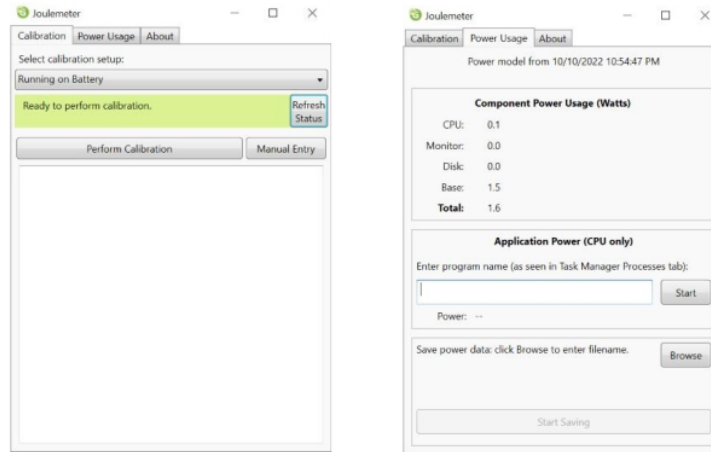 Joulemeter
Calibration Power Usage About
Select calibration setup:
Running on Battery
Ready to perform calibration.
Refresh
Status
Perform Calibration
Manual Entry
Joulemeter
Calibration Power Usage About
Power model from 10/10/2022 10:54:47 PM
Component Power Usage (Watts)
CPU: 0.1
Monitor: 0.0
Disk: 0.0
Base: 1.5
Total: 1.6
Application Power (CPU only)
Enter program name (as seen in Task Manager Processes tab):
Start
Power: --
Save power data: click Browse to enter filename.
Browse
Start Saving